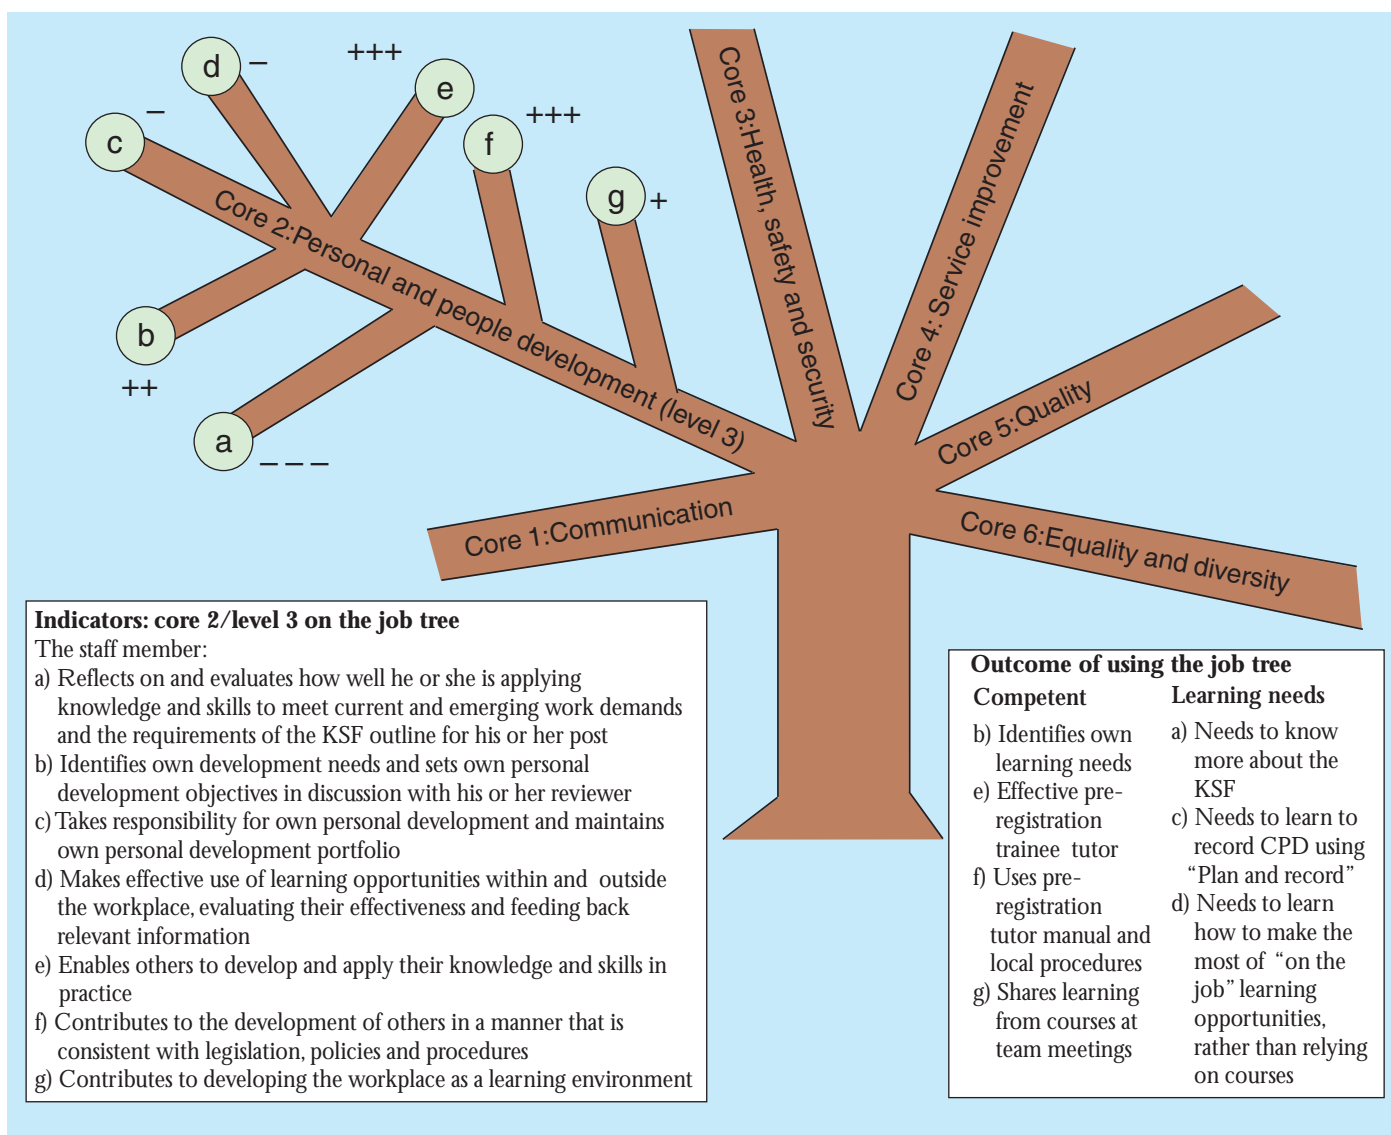 d
–
+++
e
c
–
f
+++
g
+
b
++
a
– – –
Core 2:Personal and people development (level 3)
Core 3:Health, safety and security
Core 4: Service improvement
Core 5:Quality
Core 1:Communication
Core 6:Equality and diversity
Indicators: core 2/level 3 on the job tree
The staff member:
a) Reflects on and evaluates how well he or she is applying
knowledge and skills to meet current and emerging work demands
and the requirements of the KSF outline for his or her post
b) Identifies own development needs and sets own personal
development objectives in discussion with his or her reviewer
c) Takes responsibility for own personal development and maintains
own personal development portfolio
d) Makes effective use of learning opportunities within and outside
the workplace, evaluating their effectiveness and feeding back
relevant information
e) Enables others to develop and apply their knowledge and skills in
practice
f) Contributes to the development of others in a manner that is
consistent with legislation, policies and procedures
g) Contributes to developing the workplace as a learning environment
Outcome of using the job tree
Competent
b) Identifies own
learning needs
e) Effective pre-
registration
trainee tutor
f) Uses pre-
registration
tutor manual and
local procedures
g) Shares learning
from courses at
team meetings
Learning needs
a) Needs to know
more about the
KSF
c) Needs to learn to
record CPD using
“Plan and record”
d) Needs to learn
how to make the
most of “on the
job” learning
opportunities,
rather than relying
on courses